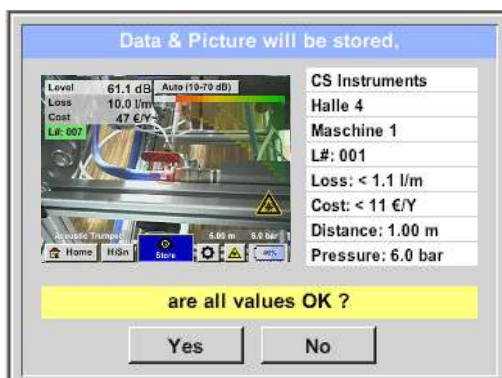 Data & Picture will be stored,
Level 61.1 dB
Auto (10-70 dB)
Loss 10.0 l/m
Cost 47 €/Y
L#: 007
Acoustic Trumpet 6.00 m 6.0 bar
Home HiSn Store 46%
CS Instruments
Halle 4
Maschine 1
L#: 001
Loss: < 1.1 l/m
Cost: < 11 €/Y
Distance: 1.00 m
Pressure: 6.0 bar
are all values OK ?
Yes No